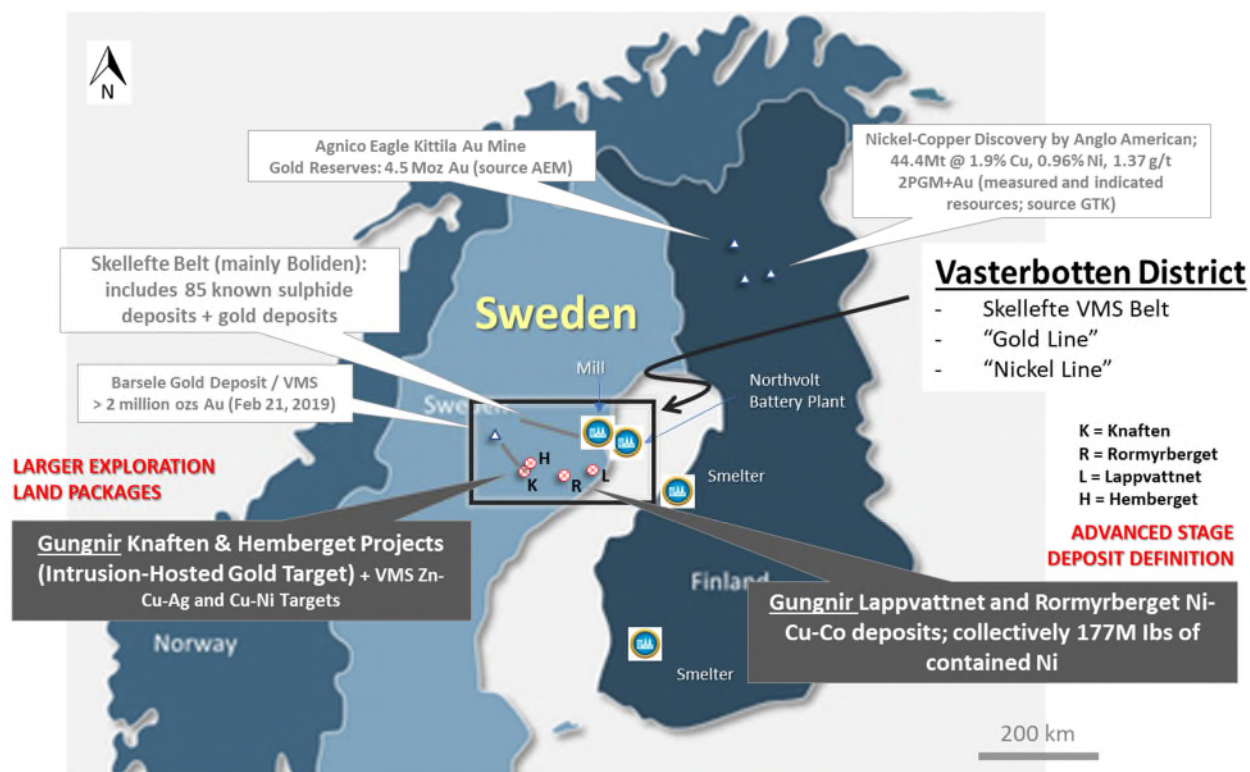 N
Agnico Eagle Kittila Au Mine
Gold Reserves: 4.5 Moz Au (source AEM)
Nickel-Copper Discovery by Anglo American;
44.4Mt @ 1.9% Cu, 0.96% Ni, 1.37 g/t
2PGM+Au (measured and indicated
resources; source GTK)
Skellefte Belt (mainly Boliden):
includes 85 known sulphide
deposits + gold deposits
Sweden
Vasterbotten District
- Skellefte VMS Belt
- “Gold Line”
- “Nickel Line”
Barsele Gold Deposit / VMS
> 2 million ozs Au (Feb 21, 2019)
Sweden
Mill
Northvolt
Battery Plant
H
K
R
L
Smelter
K = Knaften
R = Rormyrberget
L = Lappvattnet
H = Hemberget
LARGER EXPLORATION
LAND PACKAGES
ADVANCED STAGE
DEPOSIT DEFINITION
Gungnir Knaften & Hemberget Projects
(Intrusion-Hosted Gold Target) + VMS Zn-
Cu-Ag and Cu-Ni Targets
Finland
Gungnir Lappvattnet and Rormyrberget Ni-
Cu-Co deposits; collectively 177M Ibs of
contained Ni
Norway
Smelter
200 km